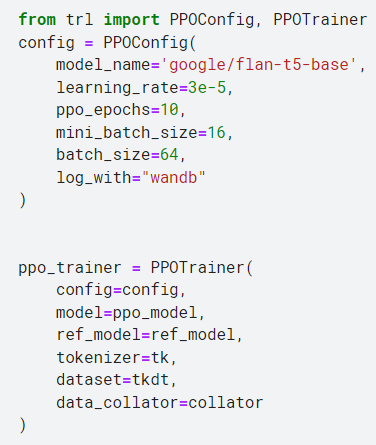 from trl import PPOConfig, PPOTrainer
config = PPOConfig(
    model_name='google/flan-t5-base',
    learning_rate=3e-5,
    ppo_epochs=10,
    mini_batch_size=16,
    batch_size=64,
    log_with="wandb"
)
ppo_trainer = PPOTrainer(
    config=config,
    model=ppo_model,
    ref_model=ref_model,
    tokenizer=tk,
    dataset=tkdt,
    data_collator=collator
)